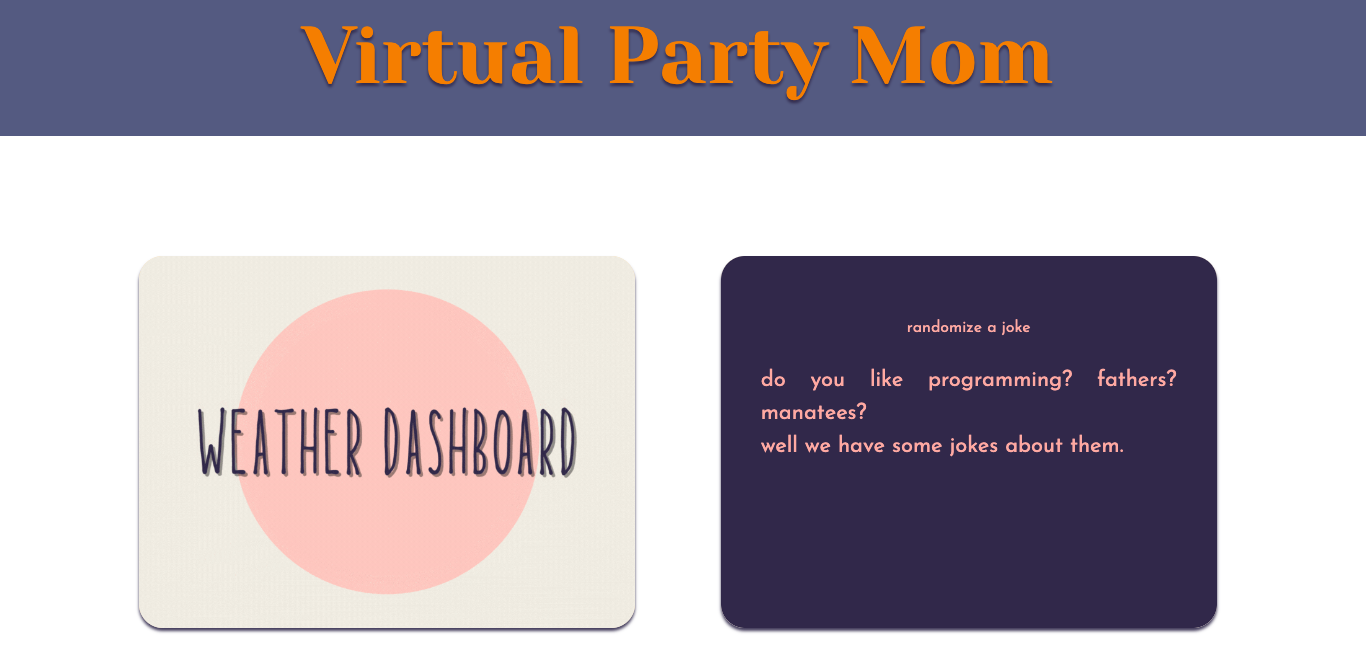 Virtual Party Mom
WEATHER DASHBOARD
randomize a joke
do you like programming? fathers?
manatees?
well we have some jokes about them.